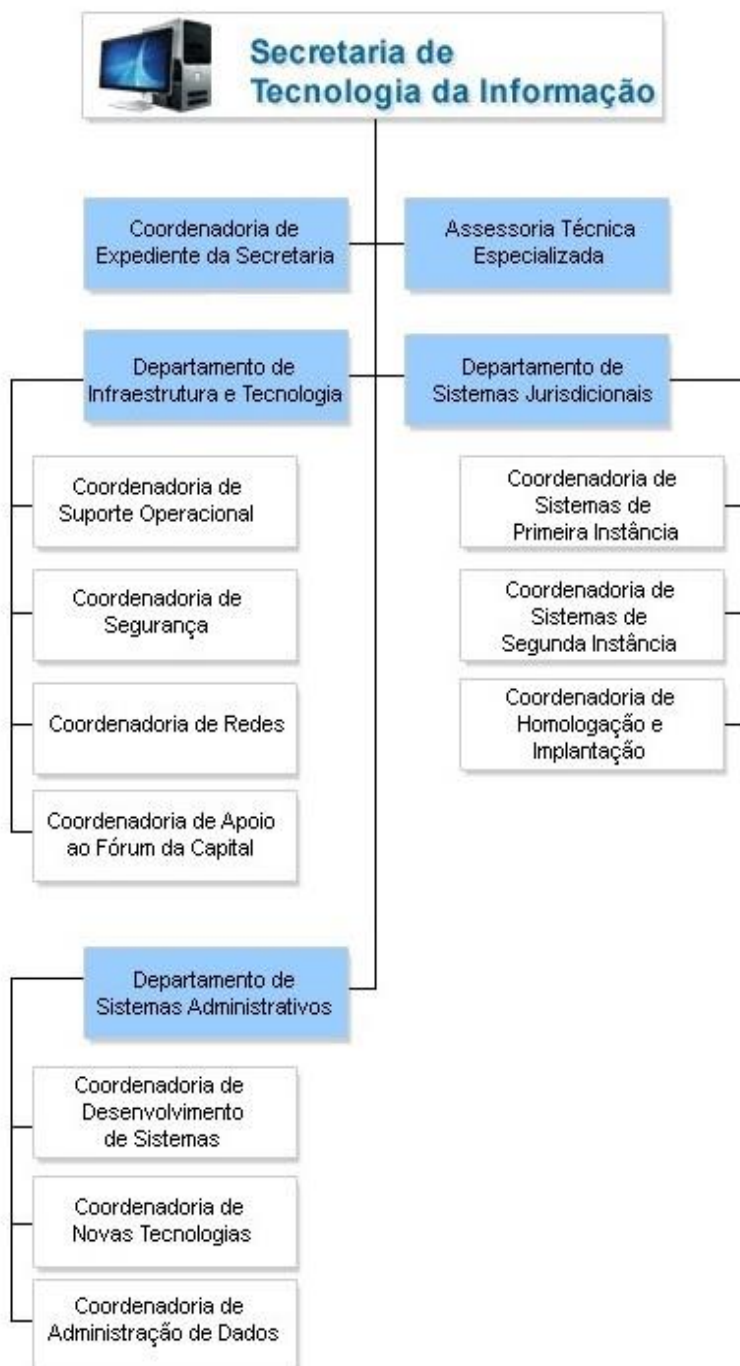 Secretaria de
Tecnologia da Informação
Coordenadoria de
Expediente da Secretaria
Assessoria Técnica
Especializada
Departamento de
Infraestrutura e Tecnologia
Departamento de
Sistemas Jurisdicionais
Coordenadoria de
Suporte Operacional
Coordenadoria de
Segurança
Coordenadoria de Redes
Coordenadoria de Apoio
ao Fórum da Capital
Coordenadoria de
Sistemas de
Primeira Instância
Coordenadoria de
Sistemas de
Segunda Instância
Coordenadoria de
Homologação e
Implantação
Departamento de
Sistemas Administrativos
Coordenadoria de
Desenvolvimento
de Sistemas
Coordenadoria de
Novas Tecnologias
Coordenadoria de
Administração de Dados